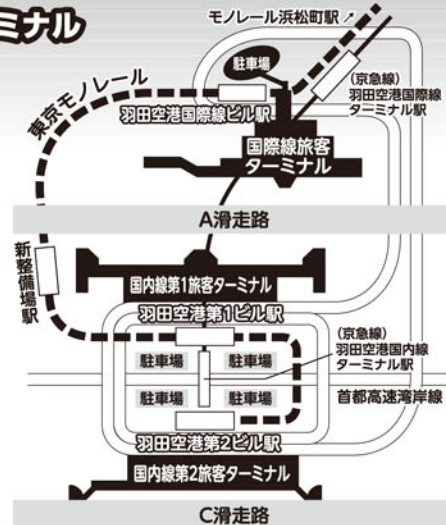 ミナル
モノレール浜松町駅
駐車場
東京モノレール
羽田空港国際線ビル駅
(京急線)
羽田空港国際線
ターミナル駅
国際線旅客
ターミナル
A滑走路
新整備場駅
国内線第1旅客ターミナル
羽田空港第1ビル駅
(京急線)
羽田空港国内線
ターミナル駅
駐車場
駐車場
駐車場
駐車場
首都高速湾岸線
羽田空港第2ビル駅
国内線第2旅客ターミナル
C滑走路